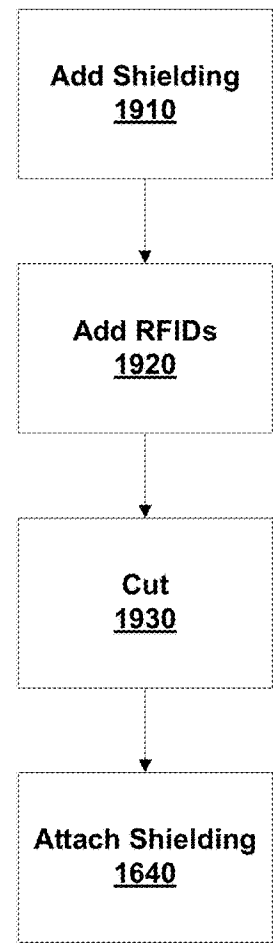 Add Shielding
1910
Add RFIDs
1920
Cut
1930
Attach Shielding
1640